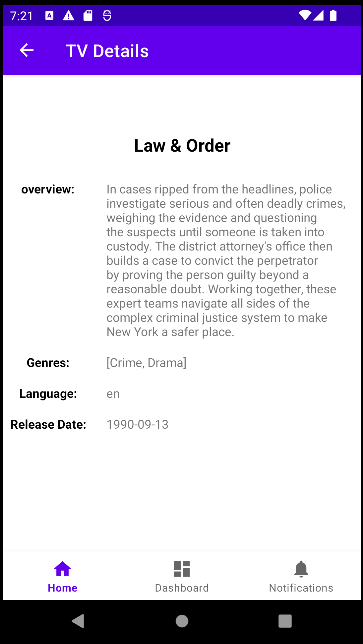 7:21
TV Details
Law & Order
overview: In cases ripped from the headlines, police
investigate serious and often deadly crimes,
weighing the evidence and questioning
the suspects until someone is taken into
custody. The district attorney's office then
builds a case to convict the perpetrator
by proving the person guilty beyond a
reasonable doubt. Working together, these
expert teams navigate all sides of the
complex criminal justice system to make
New York a safer place.
Genres: [Crime, Drama]
Language: en
Release Date: 1990-09-13
Home Dashboard Notifications